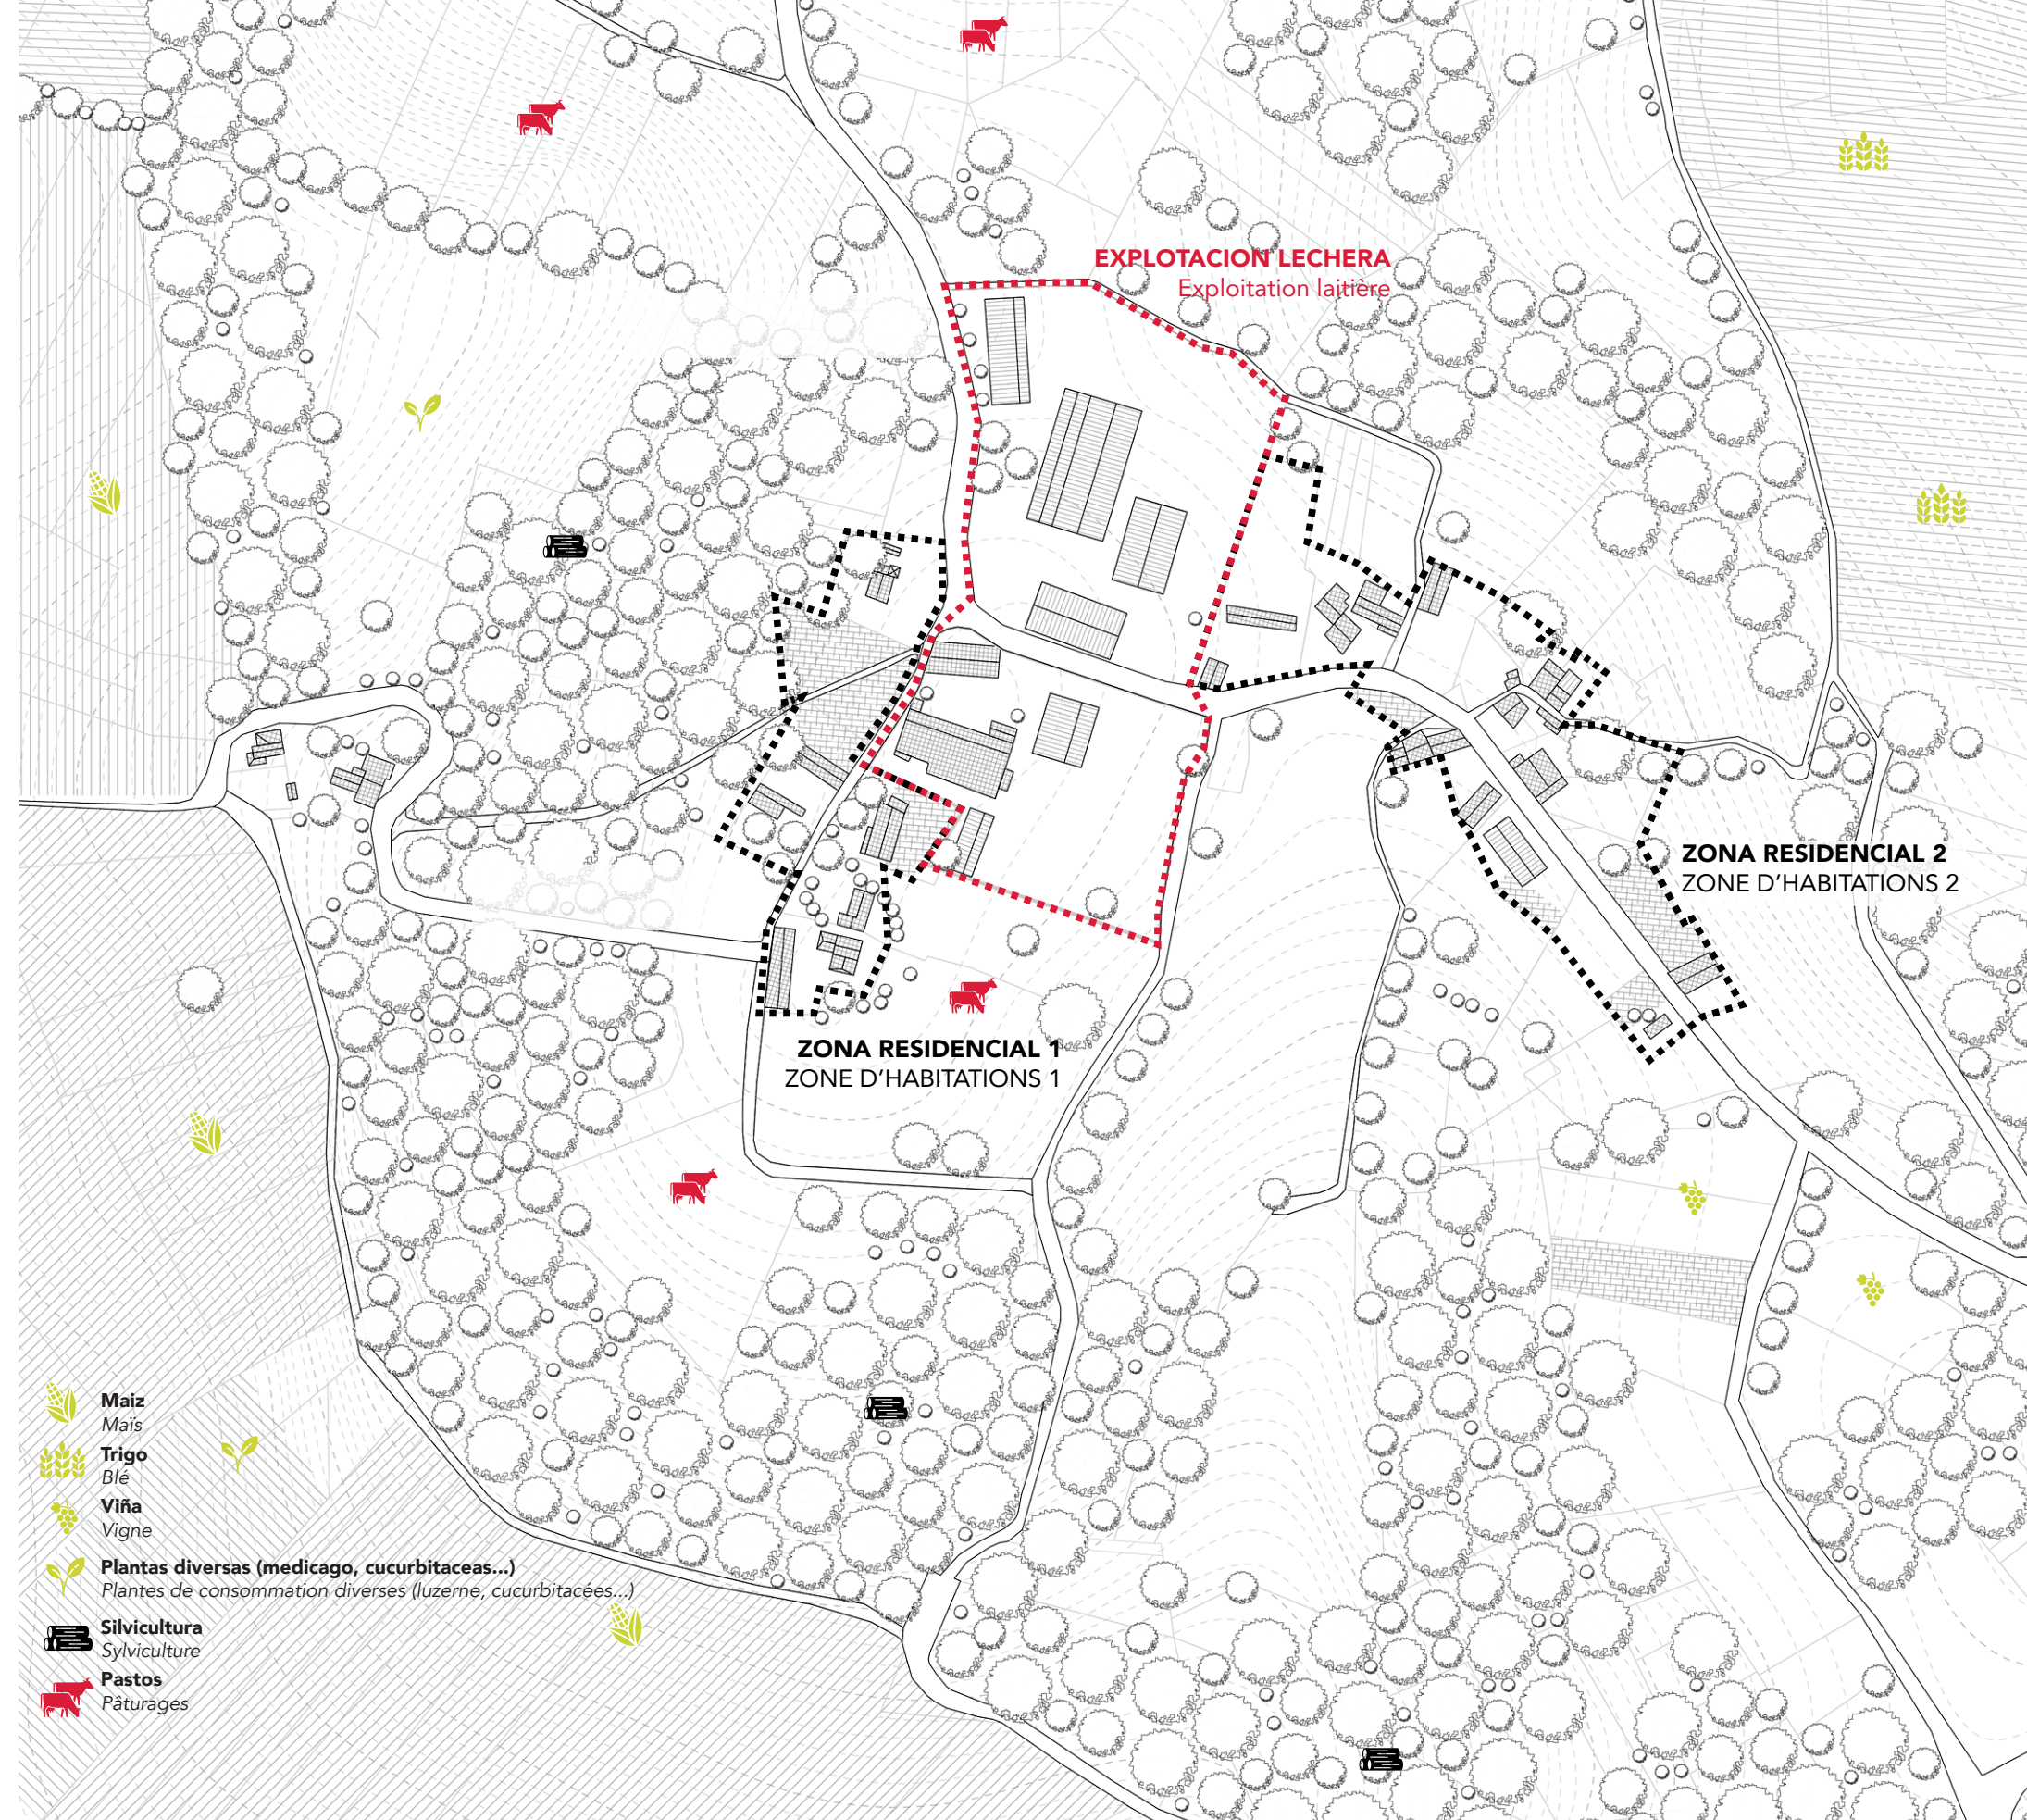 EXPLOTACION LECHERA
Exploitation laitière
ZONA RESIDENCIAL 2
ZONE D'HABITATIONS 2
ZONA RESIDENCIAL 1
ZONE D'HABITATIONS 1
Maiz
Maïs
Trigo
Blé
Viña
Vigne
Plantas diversas (medicago, cucurbitaceas...)
Plantes de consommation diverses (luzerne, cucurbitacées...)
Silvicultura
Sylviculture
Pastos
Pâturages